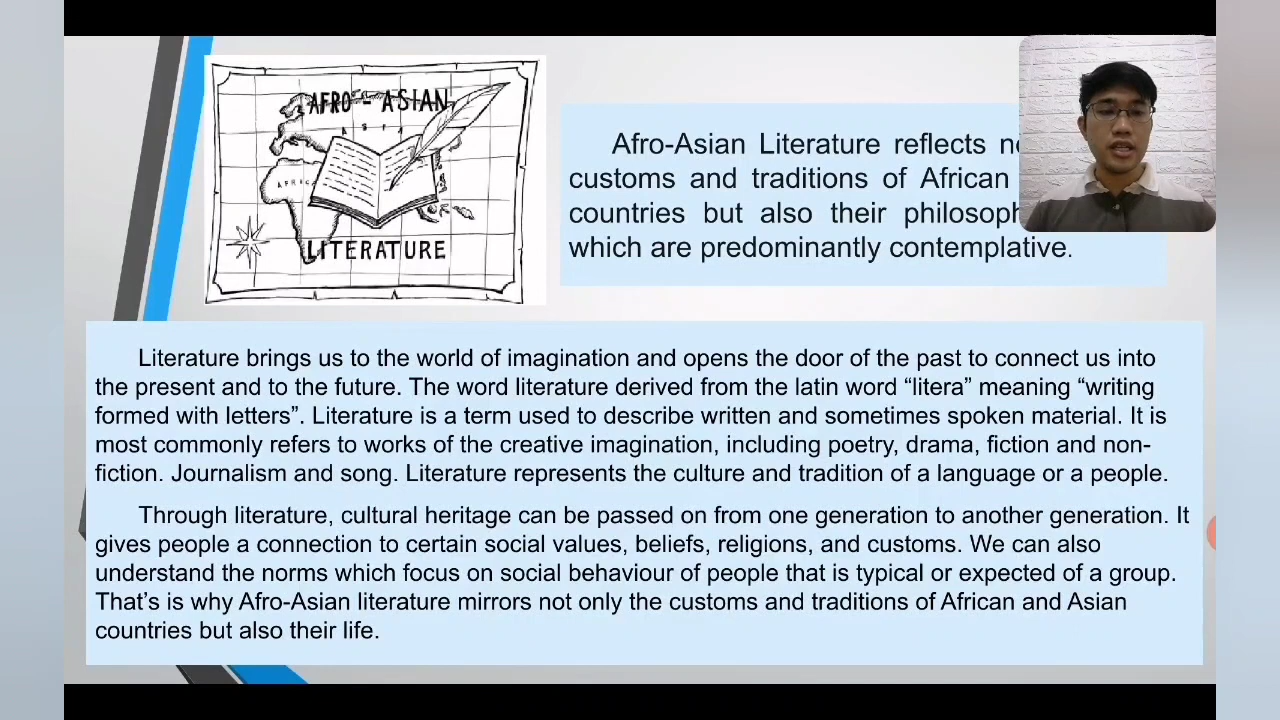 AFRO - ASIAN
ASIA
AFRICA
LITERATURE
Afro-Asian Literature reflects
customs and traditions of African
countries but also their
which are predominantly contemplative.
Literature brings us to the world of imagination and opens the door of the past to connect us into
the present and to the future. The word literature derived from the latin word “litera” meaning “writing
formed with letters”. Literature is a term used to describe written and sometimes spoken material. It is
most commonly refers to works of the creative imagination, including poetry, drama, fiction and non-
fiction. Journalism and song. Literature represents the culture and tradition of a language or a people.
Through literature, cultural heritage can be passed on from one generation to another generation. It
gives people a connection to certain social values, beliefs, religions, and customs. We can also
understand the norms which focus on social behaviour of people that is typical or expected of a group.
That’s is why Afro-Asian literature mirrors not only the customs and traditions of African and Asian
countries but also their life.